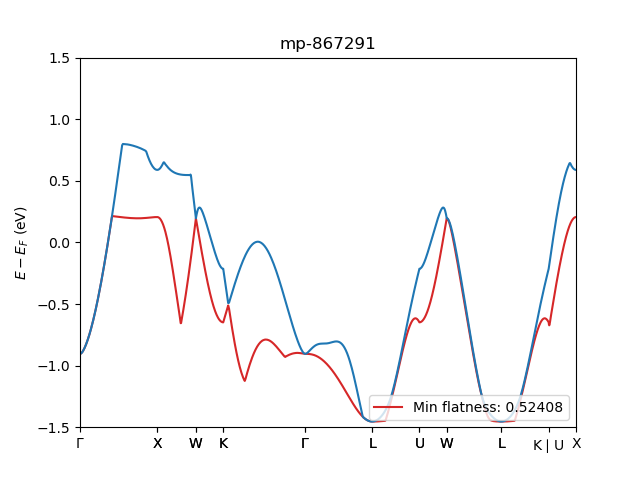 mp-867291
E − E_F (eV)
1.5
1.0
0.5
0.0
−0.5
−1.0
−1.5
Min flatness: 0.52408
Γ X W K Γ L U W L K | U X